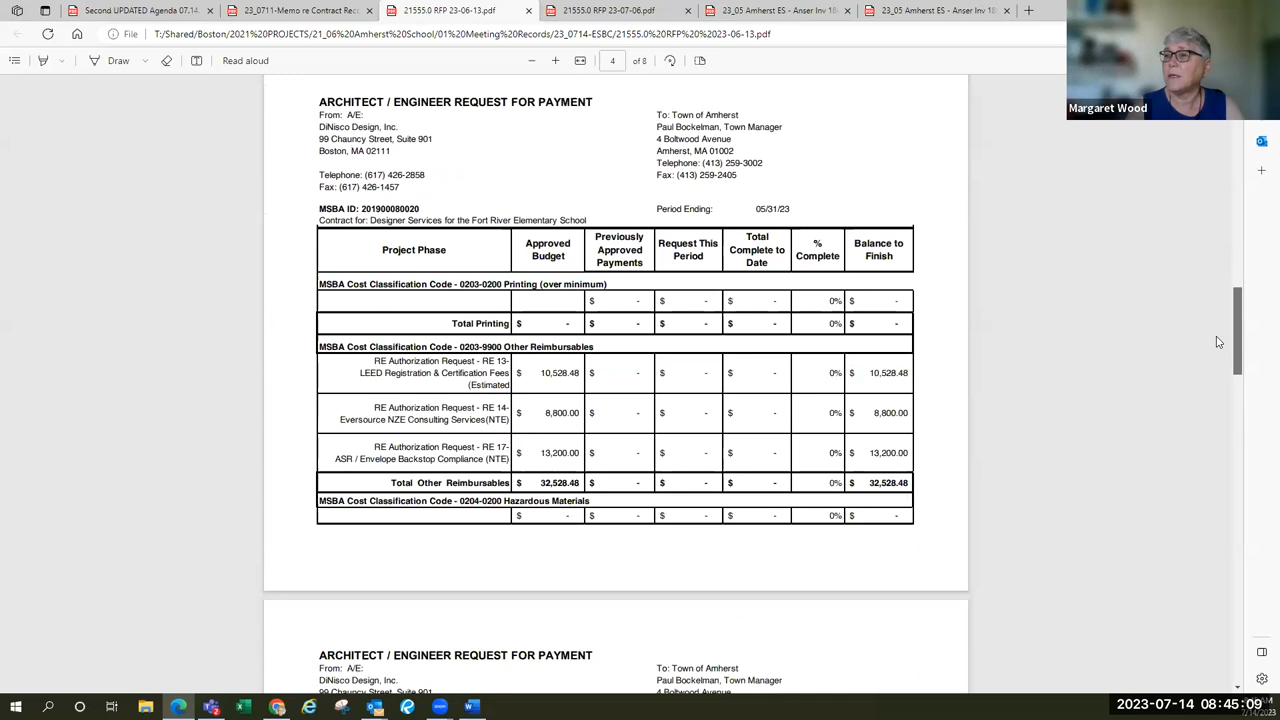 Second UPDATED Agenda 07.14.
23_0711-Memo re Contract Rec
21555.0 RFP 23-06-13.pdf
21555.0 RFP 23-07-06.pdf
23_05 Amherst ES - Anser Inv 18
23_05 Amherst ES - Anser Inv 18
File
T:/Shared/Boston/2021%20PROJECTS/21_06%20Amherst%20School/01%20Meeting%20Records/23_0714-ESBC/21555.0%20RFP%20%2023-06-13.pdf
Draw
Read aloud
4 of 8
Margaret Wood
ARCHITECT / ENGINEER REQUEST FOR PAYMENT
From: A/E:
DiNisco Design, Inc.
99 Chauncy Street, Suite 901
Boston, MA 02111
Telephone: (617) 426-2858
Fax: (617) 426-1457
To: Town of Amherst
Paul Bockelman, Town Manager
4 Boltwood Avenue
Amherst, MA 01002
Telephone: (413) 259-3002
Fax: (413) 259-2405
MSBA ID: 201900080020
Period Ending: 05/31/23
Contract for: Designer Services for the Fort River Elementary School
Project Phase
Approved Budget
Previously Approved Payments
Request This Period
Total Complete to Date
% Complete
Balance to Finish
MSBA Cost Classification Code - 0203-0200 Printing (over minimum)
$ - $ - $ - 0% $ -
Total Printing $ - $ - $ - $ - 0% $ -
MSBA Cost Classification Code - 0203-9900 Other Reimbursables
RE Authorization Request - RE 13-
LEED Registration & Certification Fees
(Estimated
$ 10,528.48 $ - $ - $ - 0% $ 10,528.48
RE Authorization Request - RE 14-
Eversource NZE Consulting Services(NTE)
$ 8,800.00 $ - $ - $ - 0% $ 8,800.00
RE Authorization Request - RE 17-
ASR / Envelope Backstop Compliance (NTE)
$ 13,200.00 $ - $ - $ - 0% $ 13,200.00
Total Other Reimbursables $ 32,528.48 $ - $ - $ - 0% $ 32,528.48
MSBA Cost Classification Code - 0204-0200 Hazardous Materials
$ - $ - $ - $ - 0% $ -
ARCHITECT / ENGINEER REQUEST FOR PAYMENT
From: A/E:
DiNisco Design, Inc.
99 Chauncy Street, Suite 901
To: Town of Amherst
Paul Bockelman, Town Manager
4 Boltwood Avenue
2023-07-14 08:45:09